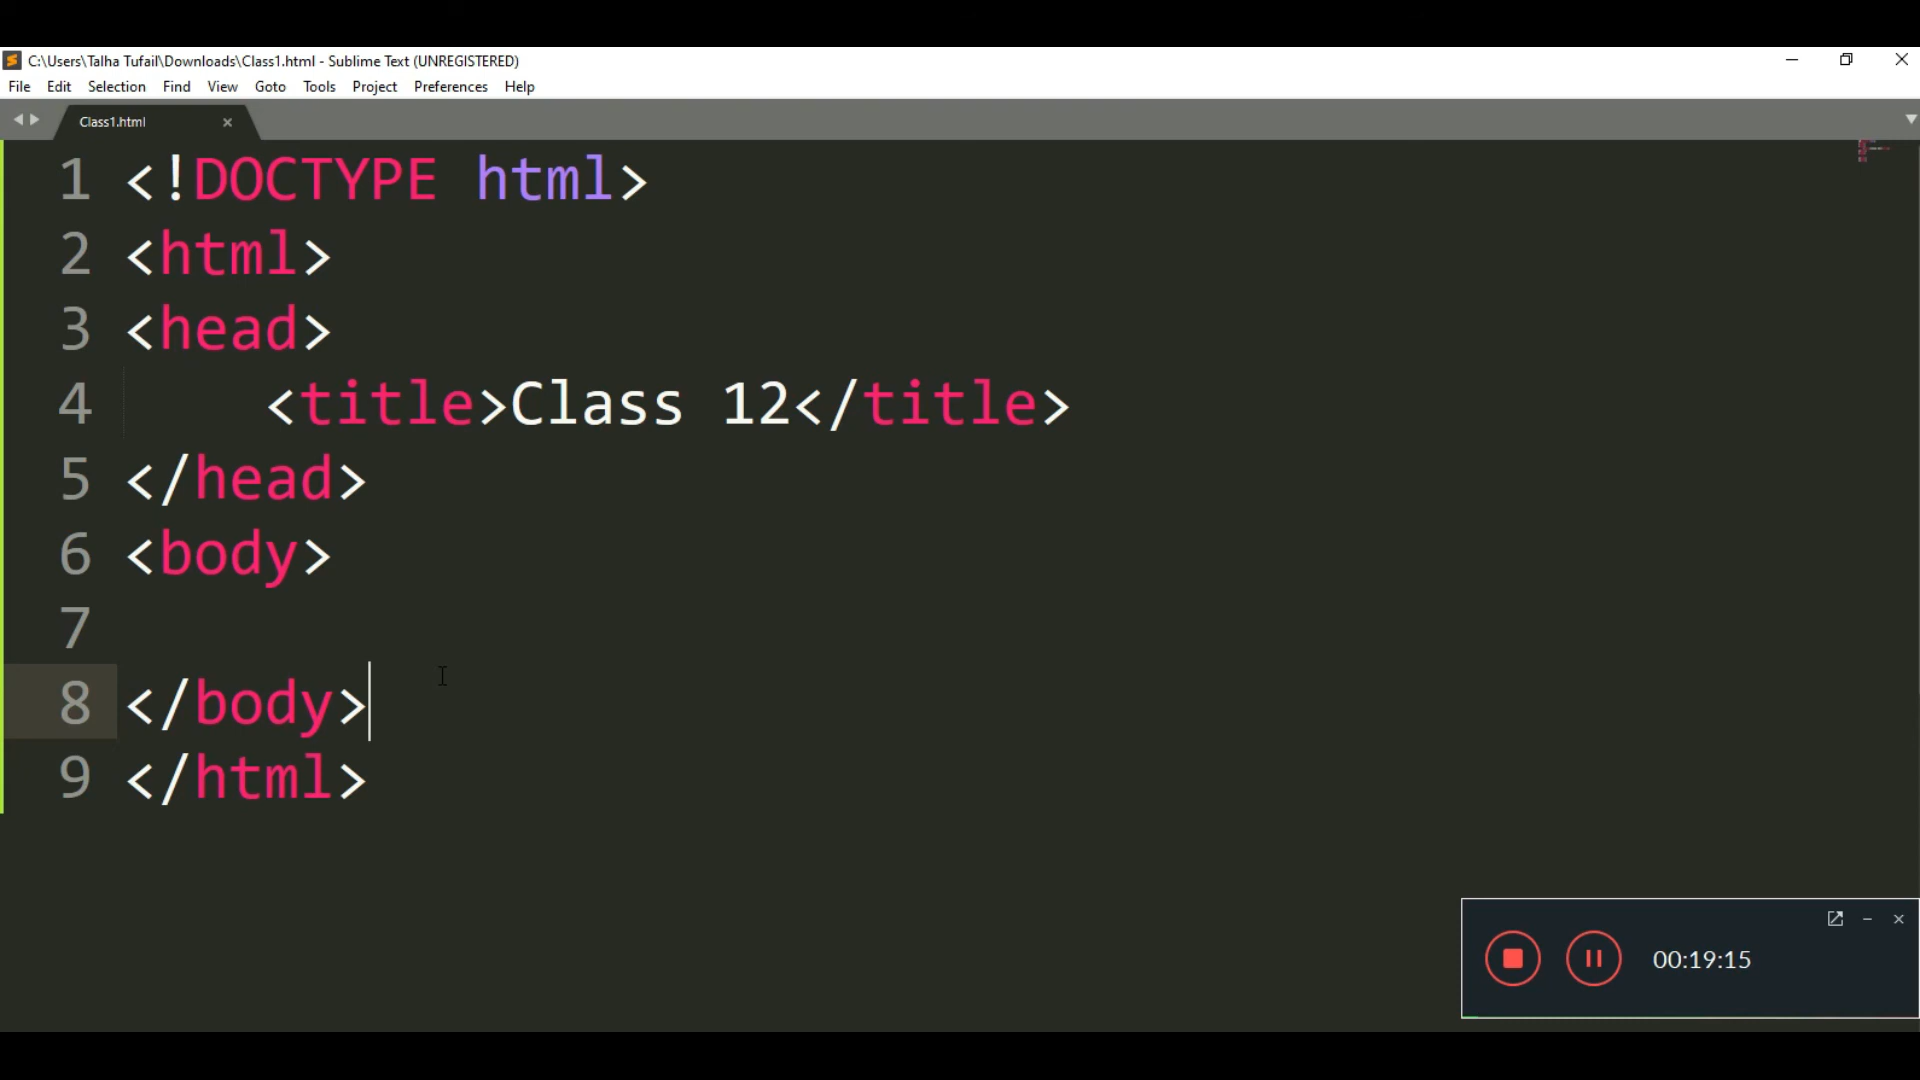 C:\Users\Talha Tufail\Downloads\Class1.html - Sublime Text (UNREGISTERED)
File Edit Selection Find View Goto Tools Project Preferences Help
Class1.html
1 <!DOCTYPE html>
2 <html>
3 <head>
4 <title>Class 12</title>
5 </head>
6 <body>
7
8 </body>
9 </html>
00:19:15